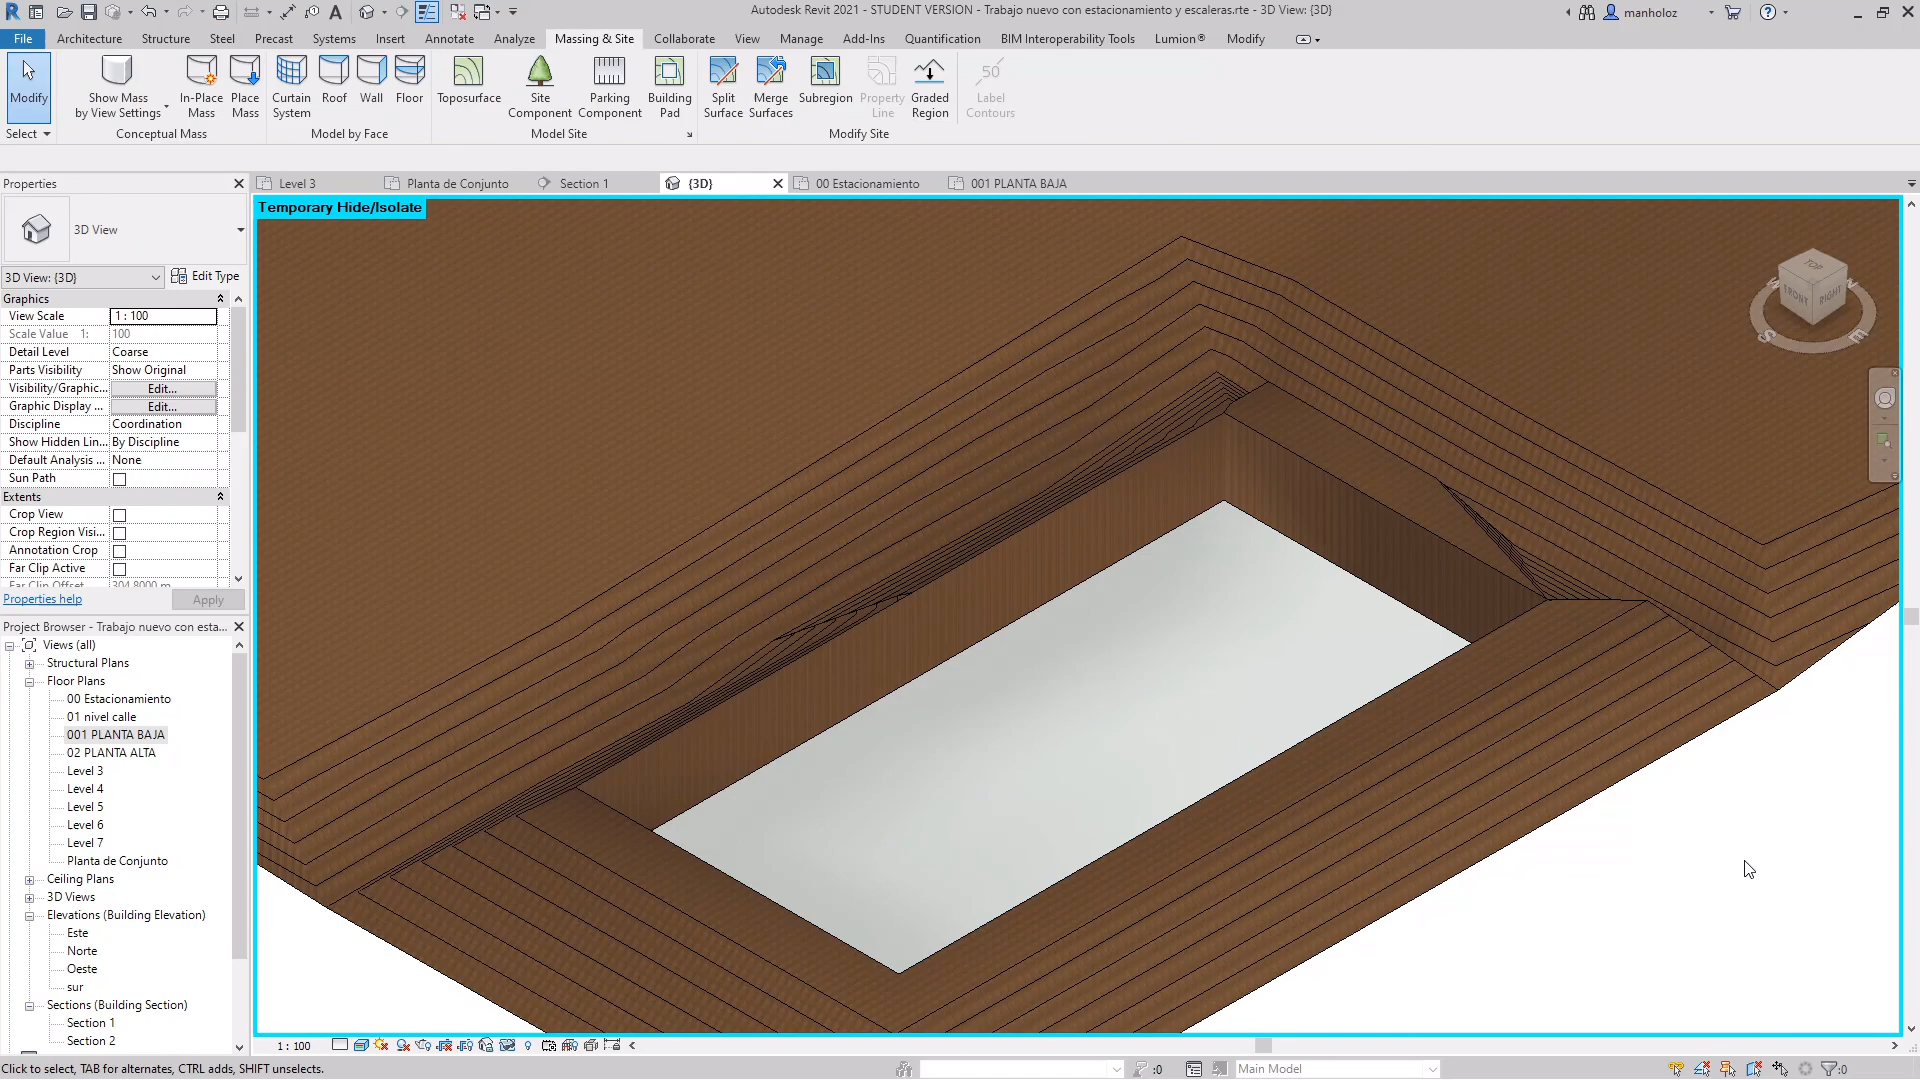 Autodesk Revit 2021 - STUDENT VERSION - Trabajo nuevo con estacionamiento y escaleras.rte - 3D View: {3D}
manholoz
File
Architecture
Structure
Steel
Precast
Systems
Insert
Annotate
Analyze
Massing & Site
Collaborate
View
Manage
Add-Ins
Quantification
BIM Interoperability Tools
Lumion®
Modify
Modify
Show Mass
by View Settings
In-Place
Mass
Place
Mass
Curtain
System
Roof
Wall
Floor
Toposurface
Site
Component
Parking
Component
Building
Pad
Split
Surface
Merge
Surfaces
Subregion
Property
Line
Graded
Region
50
Label
Contours
Select
Conceptual Mass
Model by Face
Model Site
Modify Site
Properties
Level 3
Planta de Conjunto
Section 1
{3D}
00 Estacionamiento
001 PLANTA BAJA
3D View
3D View: {3D}
Edit Type
Graphics
View Scale
1 : 100
Scale Value 1:
100
Detail Level
Coarse
Parts Visibility
Show Original
Visibility/Graphic...
Edit...
Graphic Display ...
Edit...
Discipline
Coordination
Show Hidden Lin...
By Discipline
Default Analysis ...
None
Sun Path
Extents
Crop View
Crop Region Visi...
Annotation Crop
Far Clip Active
Far Clip Offset
304.8000 m
Properties help
Apply
Project Browser - Trabajo nuevo con esta...
Views (all)
Structural Plans
Floor Plans
00 Estacionamiento
01 nivel calle
001 PLANTA BAJA
02 PLANTA ALTA
Level 3
Level 4
Level 5
Level 6
Level 7
Planta de Conjunto
Ceiling Plans
3D Views
Elevations (Building Elevation)
Este
Norte
Oeste
sur
Sections (Building Section)
Section 1
Section 2
Temporary Hide/Isolate
TOP
FRONT
RIGHT
S
E
1 : 100
Click to select, TAB for alternates, CTRL adds, SHIFT unselects.
:0
Main Model
:0